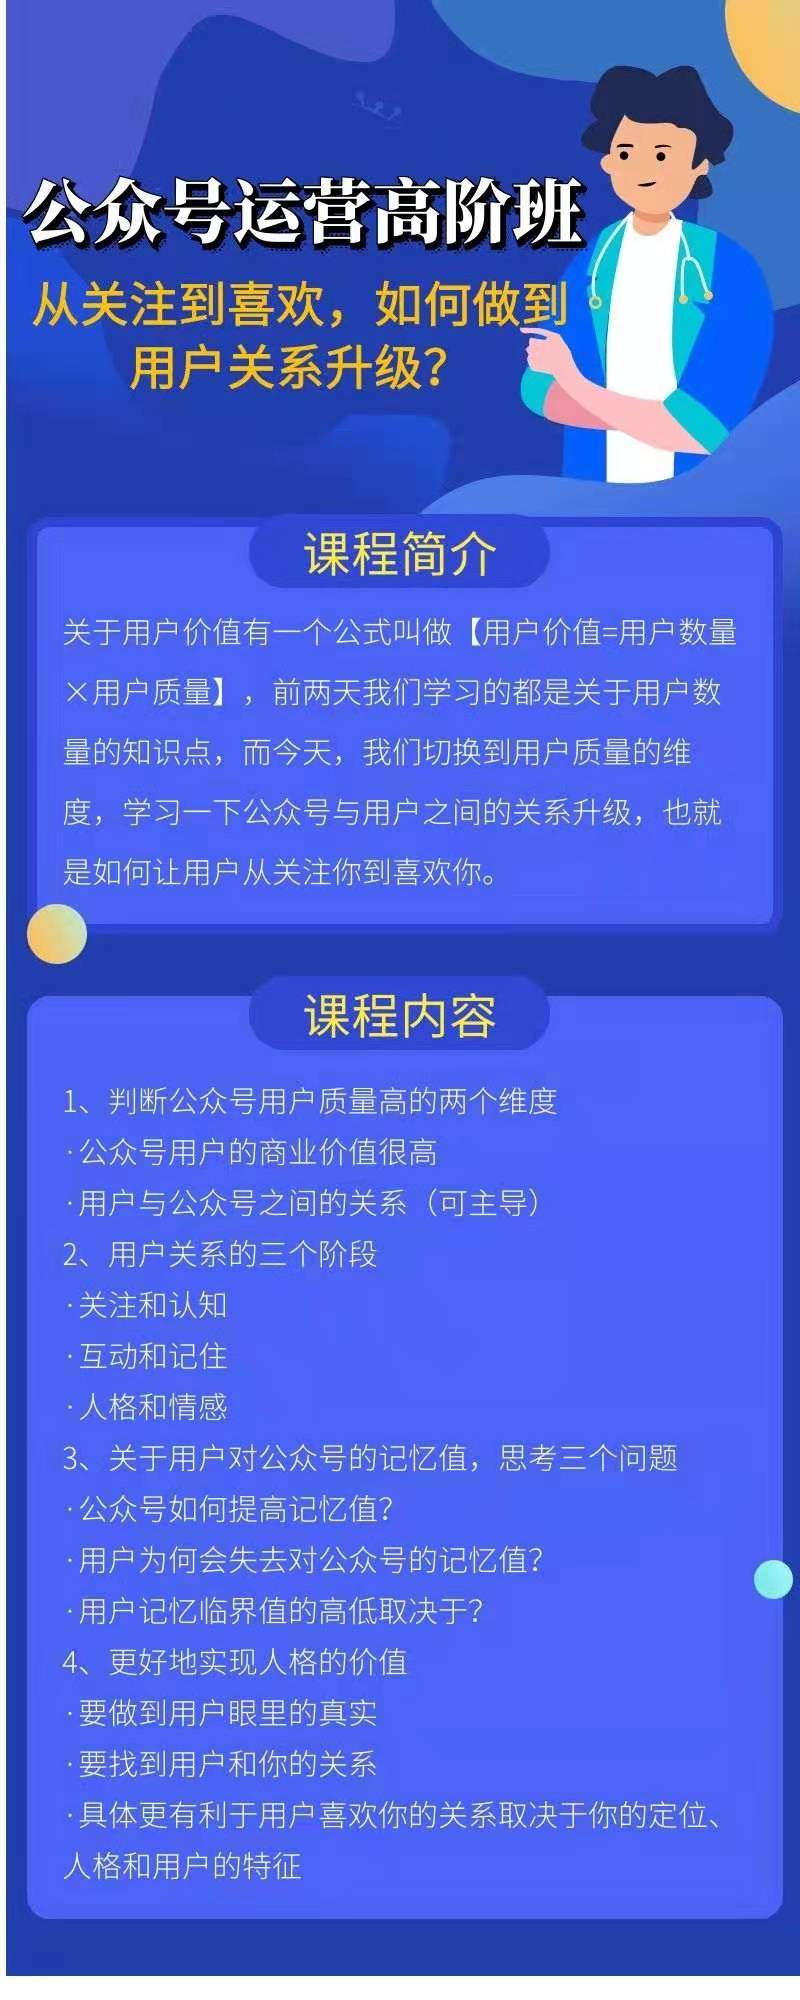 公众号运营高阶班
从关注到喜欢，如何做到
用户关系升级？
课程简介
关于用户价值有一个公式叫做【用户价值=用户数量
×用户质量】，前两天我们学习的都是关于用户数
量的知识点，而今天，我们切换到用户质量的维
度，学习一下公众号与用户之间的关系升级，也就
是如何让用户从关注你到喜欢你。
课程内容
1、判断公众号用户质量高的两个维度
·公众号用户的商业价值很高
·用户与公众号之间的关系（可主导）
2、用户关系的三个阶段
·关注和认知
·互动和记住
·人格和情感
3、关于用户对公众号的记忆值，思考三个问题
·公众号如何提高记忆值？
·用户为何会失去对公众号的记忆值？
·用户记忆临界值的高低取决于？
4、更好地实现人格的价值
·要做到用户眼里的真实
·要找到用户和你的关系
·具体更有利于用户喜欢你的关系取决于你的定位、
人格和用户的特征